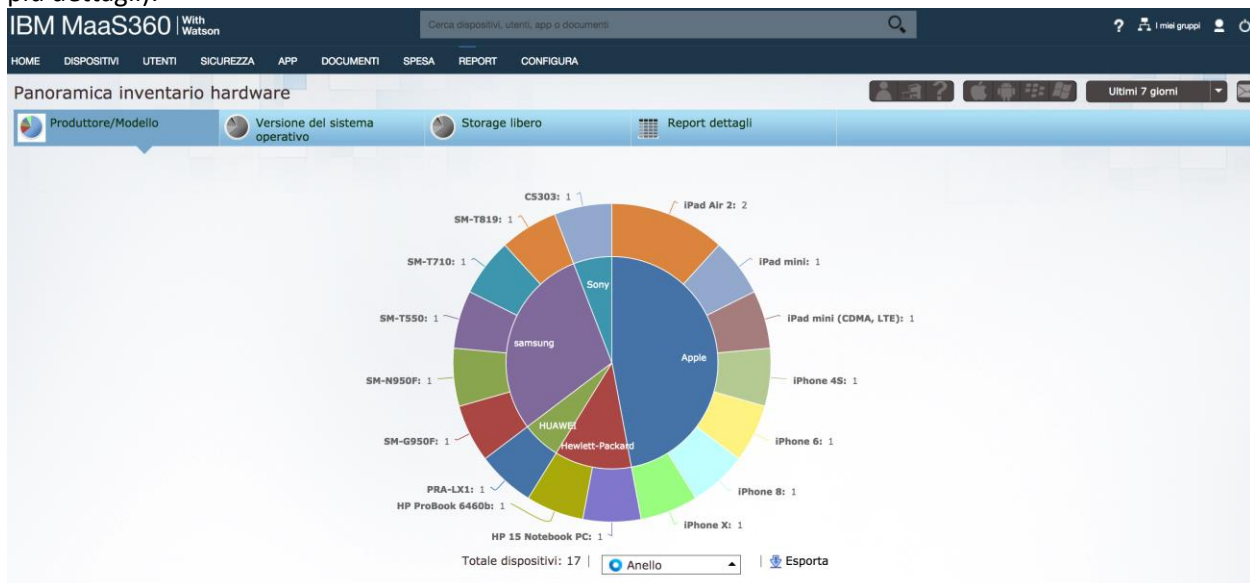 più dettagli).
IBM MaaS360 | With Watson
Cerca dispositivi, utenti, app o documenti
? I miei gruppi
HOME DISPOSITIVI UTENTI SICUREZZA APP DOCUMENTI SPESA REPORT CONFIGURA
Panoramica inventario hardware
Ultimi 7 giorni
Produttore/Modello
Versione del sistema operativo
Storage libero
Report dettagli
C5303: 1
iPad Air 2: 2
SM-T819: 1
SM-T710: 1
iPad mini: 1
Sony
SM-T550: 1
iPad mini (CDMA, LTE): 1
samsung
Apple
SM-N950F: 1
iPhone 4S: 1
HUAWEI
SM-G950F: 1
Hewlett-Packard
iPhone 6: 1
PRA-LX1: 1
iPhone 8: 1
HP ProBook 6460b: 1
iPhone X: 1
HP 15 Notebook PC: 1
Totale dispositivi: 17 | Anello | Esporta